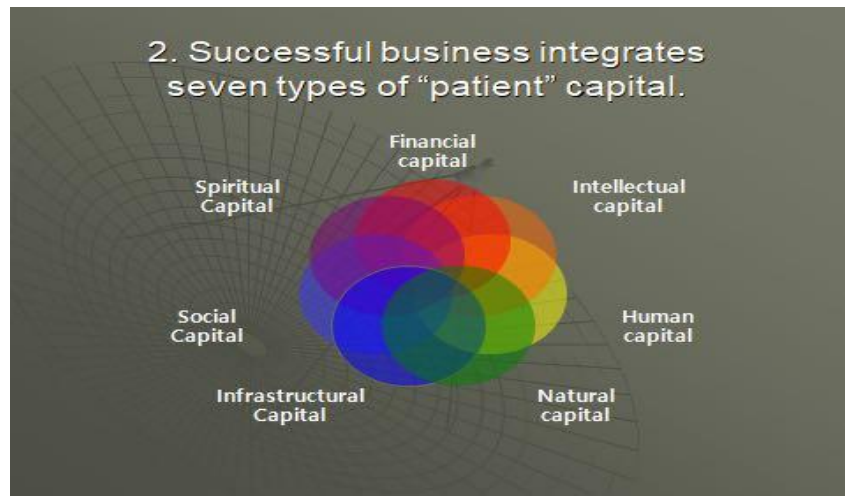 2. Successful business integrates
seven types of “patient” capital.
Financial
capital
Spiritual
Capital
Intellectual
capital
Social
Capital
Human
capital
Infrastructural
Capital
Natural
capital